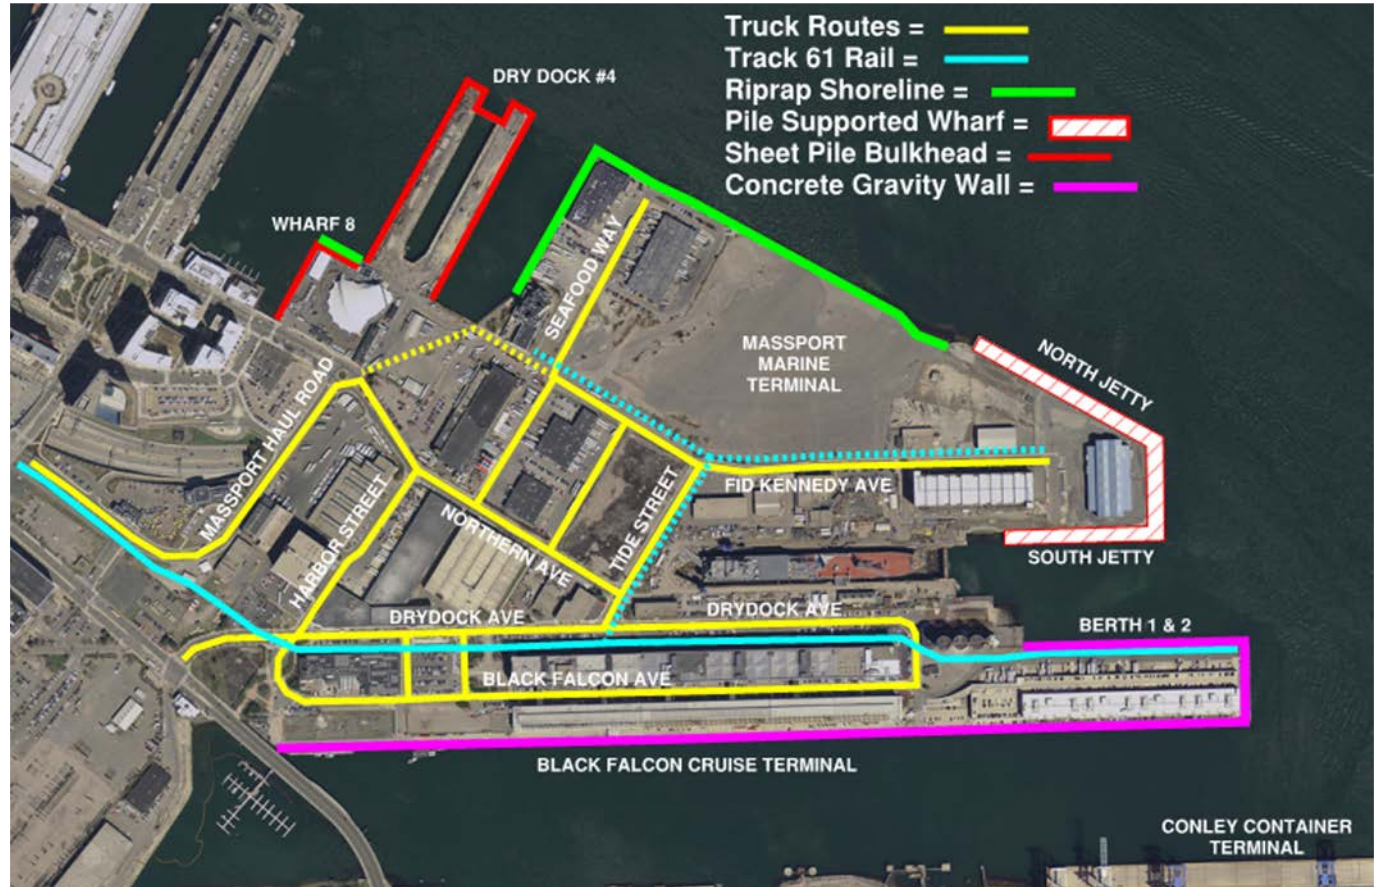 Truck Routes =
Track 61 Rail =
Riprap Shoreline =
Pile Supported Wharf =
Sheet Pile Bulkhead =
Concrete Gravity Wall =
DRY DOCK #4
WHARF 8
SEAFOOD WAY
MASSPORT
MARINE
TERMINAL
NORTH JETTY
MASSPORT HAUL ROAD
HARBOR STREET
NORTHERN AVE
TIDE STREET
FID KENNEDY AVE
SOUTH JETTY
DRYDOCK AVE
DRYDOCK AVE
BERTH 1 & 2
BLACK FALCON AVE
BLACK FALCON CRUISE TERMINAL
CONLEY CONTAINER
TERMINAL